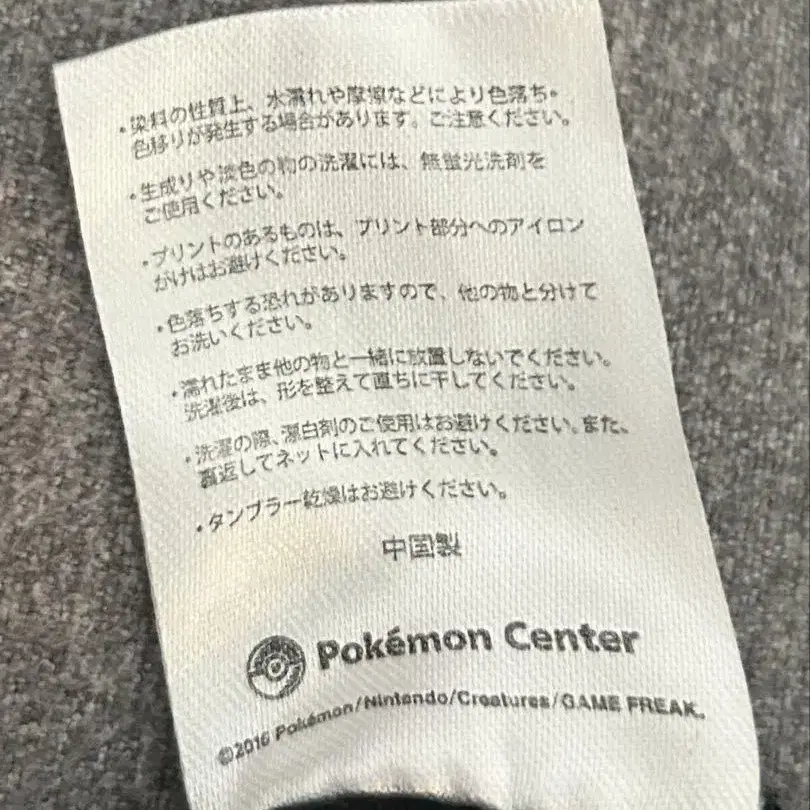 ・染料の性質上、水濡れや摩擦などにより色落ち・
色移りが発生する場合があります。ご注意ください。
・生成りや淡色の物の洗濯には、無蛍光洗剤を
ご使用ください。
・プリントのあるものは、プリント部分へのアイロン
がけはお避けください。
・色落ちする恐れがありますので、他の物と分けて
お洗いください。
・濡れたまま他の物と一緒に放置しないでください。
洗濯後は、形を整えて直ちに干してください。
・洗濯の際、漂白剤のご使用はお避けください。また、
裏返してネットに入れてください。
・タンブラー乾燥はお避けください。
中国製
Pokémon Center
©2016 Pokémon/Nintendo/Creatures/GAME FREAK.